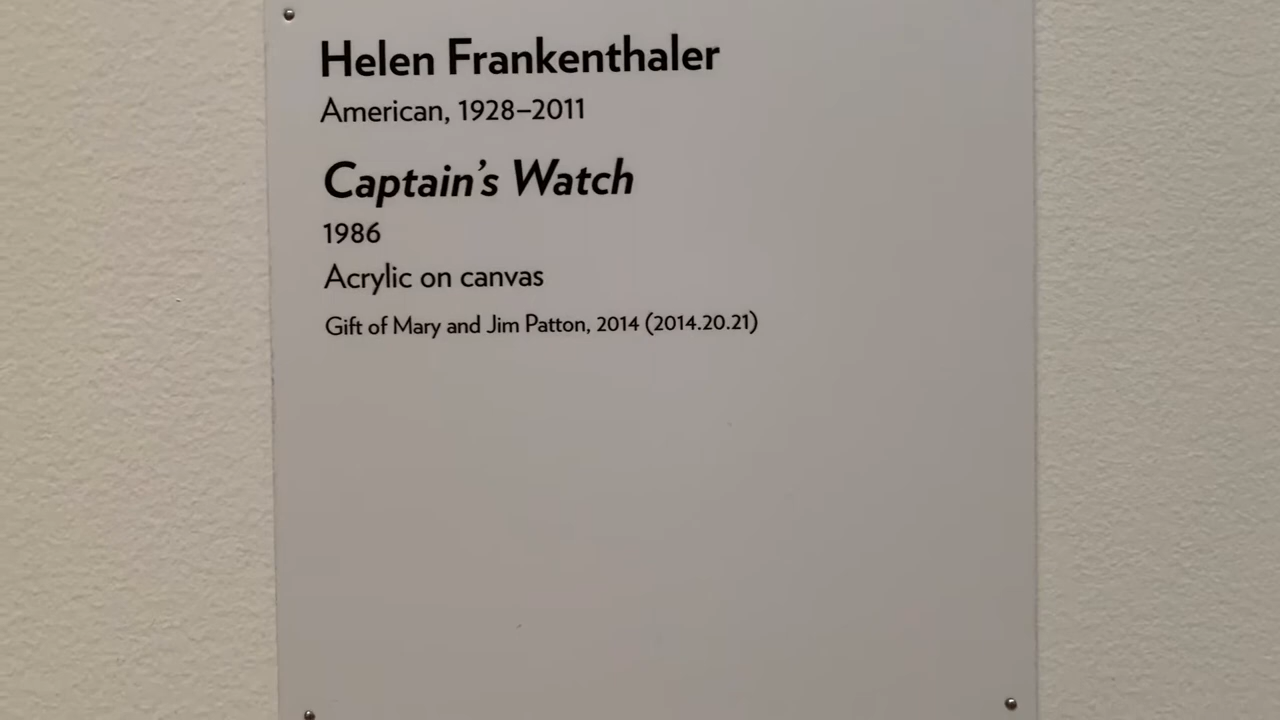 Helen Frankenthaler
American, 1928–2011
Captain's Watch
1986
Acrylic on canvas
Gift of Mary and Jim Patton, 2014 (2014.20.21)